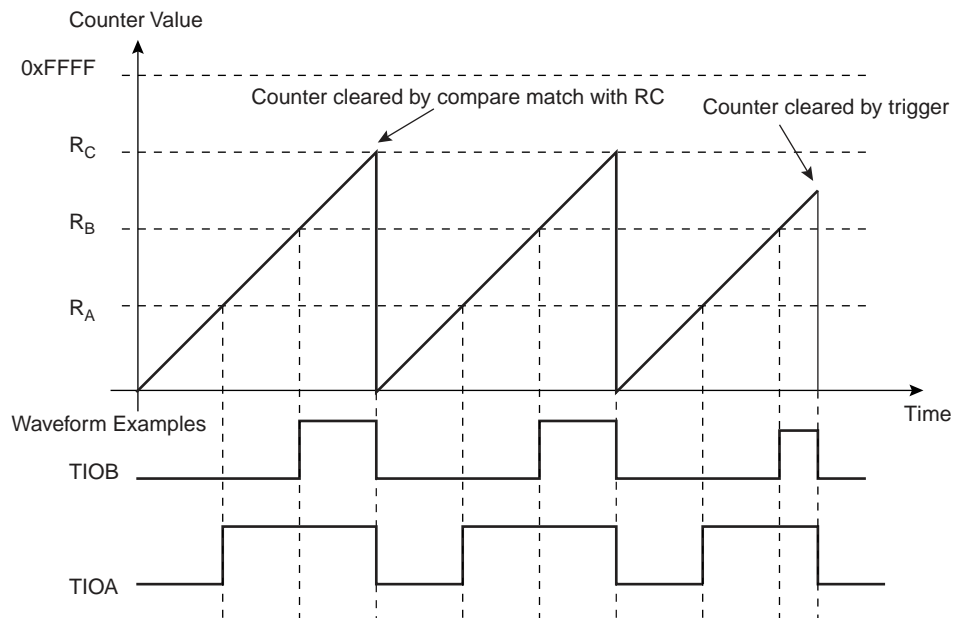 Counter Value
0xFFFF
Counter cleared by compare match with RC
Counter cleared by trigger
RC
RB
RA
Time
Waveform Examples
TIOB
TIOA